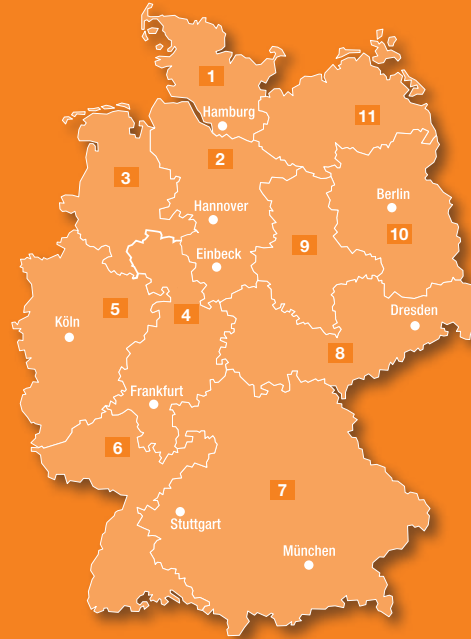 1
Hamburg
11
2
3
Berlin
Hannover
10
9
Einbeck
5
4
Dresden
Köln
8
Frankfurt
6
7
Stuttgart
München